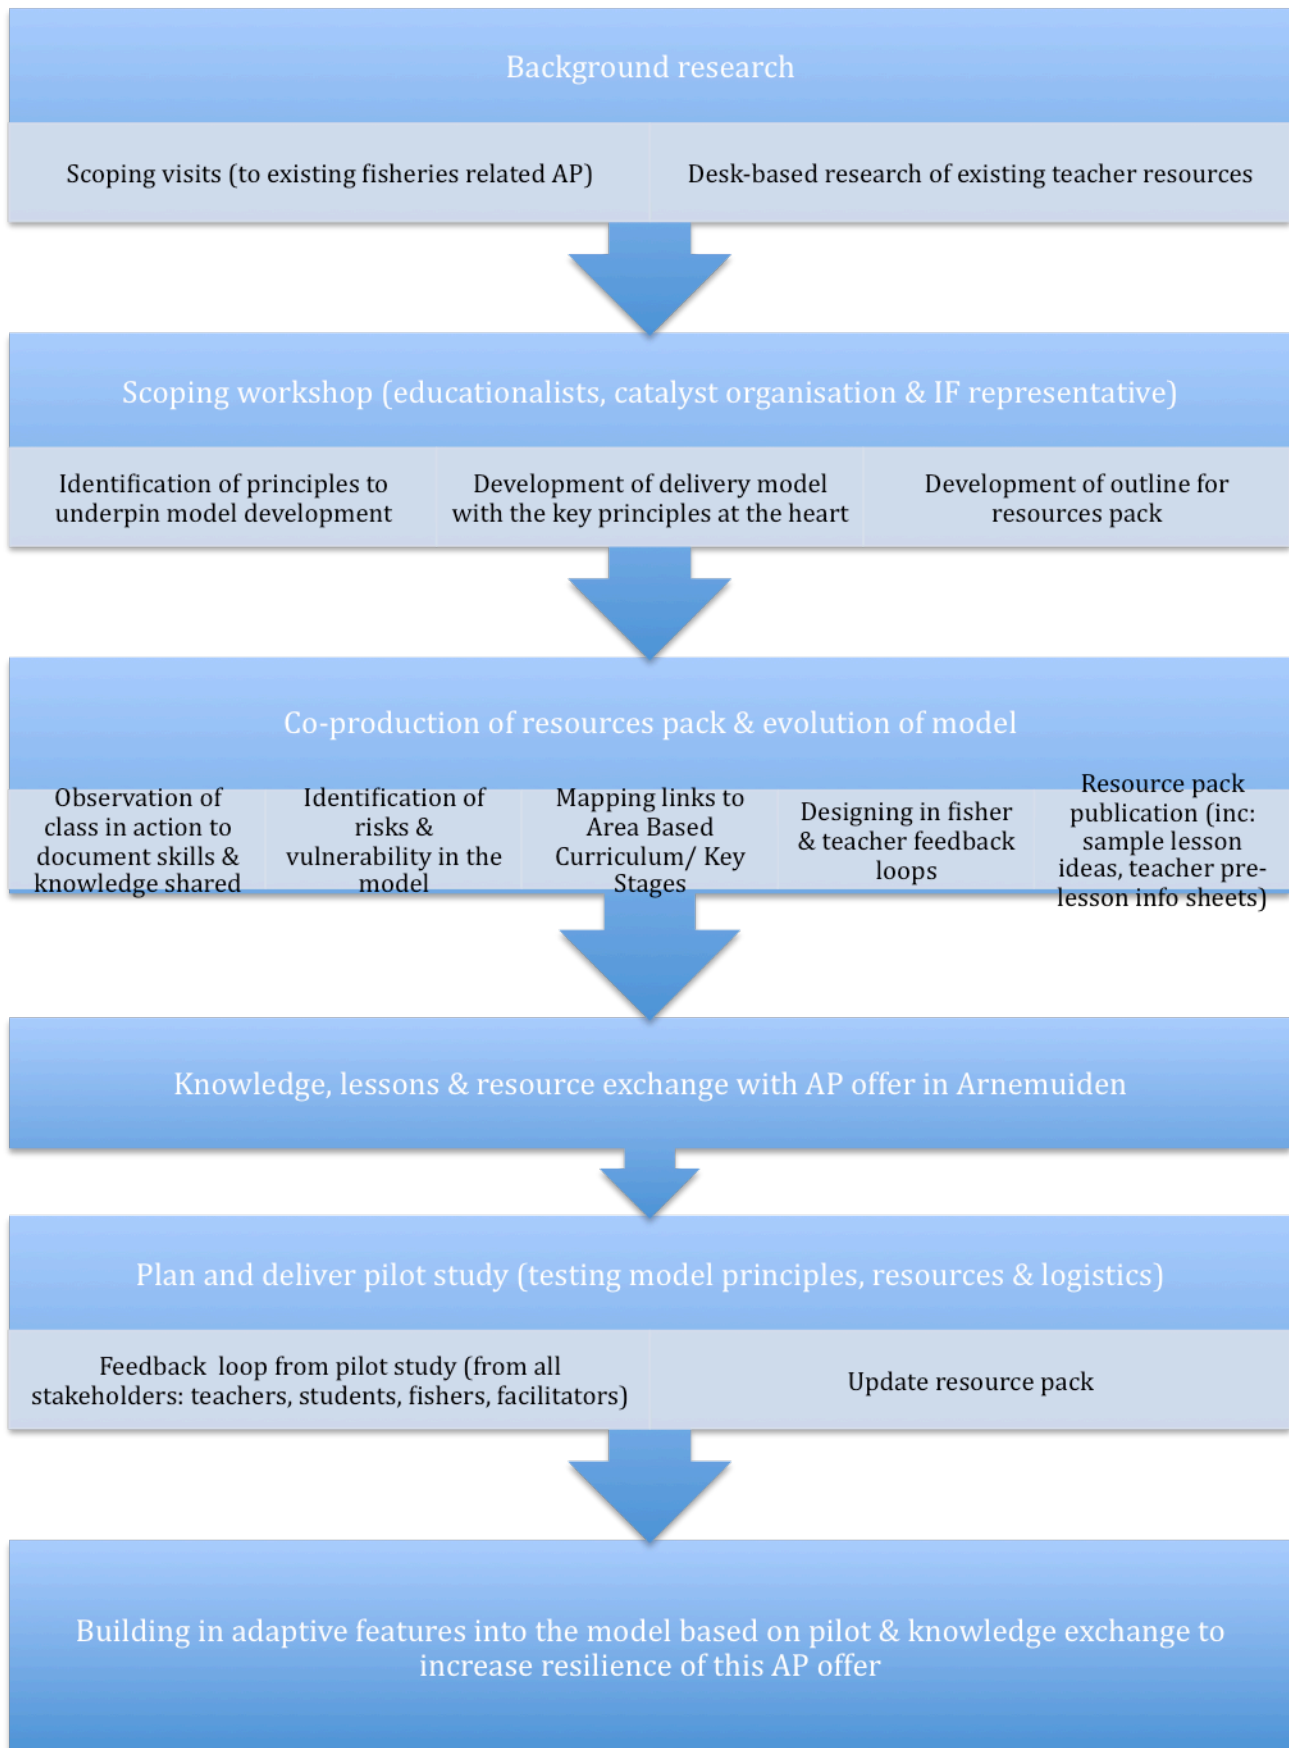 Background research
Scoping visits (to existing fisheries related AP)
Desk-based research of existing teacher resources
Scoping workshop (educationalists, catalyst organisation & IF representative)
Identification of principles to
underpin model development
Development of delivery model
with the key principles at the heart
Development of outline for
resources pack
Co-production of resources pack & evolution of model
Observation of
class in action to
document skills &
knowledge shared
Identification of
risks &
vulnerability in the
model
Mapping links to
Area Based
Curriculum/ Key
Stages
Designing in fisher
& teacher feedback
loops
Resource pack
publication (inc:
sample lesson
ideas, teacher pre-
lesson info sheets)
Knowledge, lessons & resource exchange with AP offer in Arnemuiden
Plan and deliver pilot study (testing model principles, resources & logistics)
Feedback loop from pilot study (from all
stakeholders: teachers, students, fishers, facilitators)
Update resource pack
Building in adaptive features into the model based on pilot & knowledge exchange to
increase resilience of this AP offer